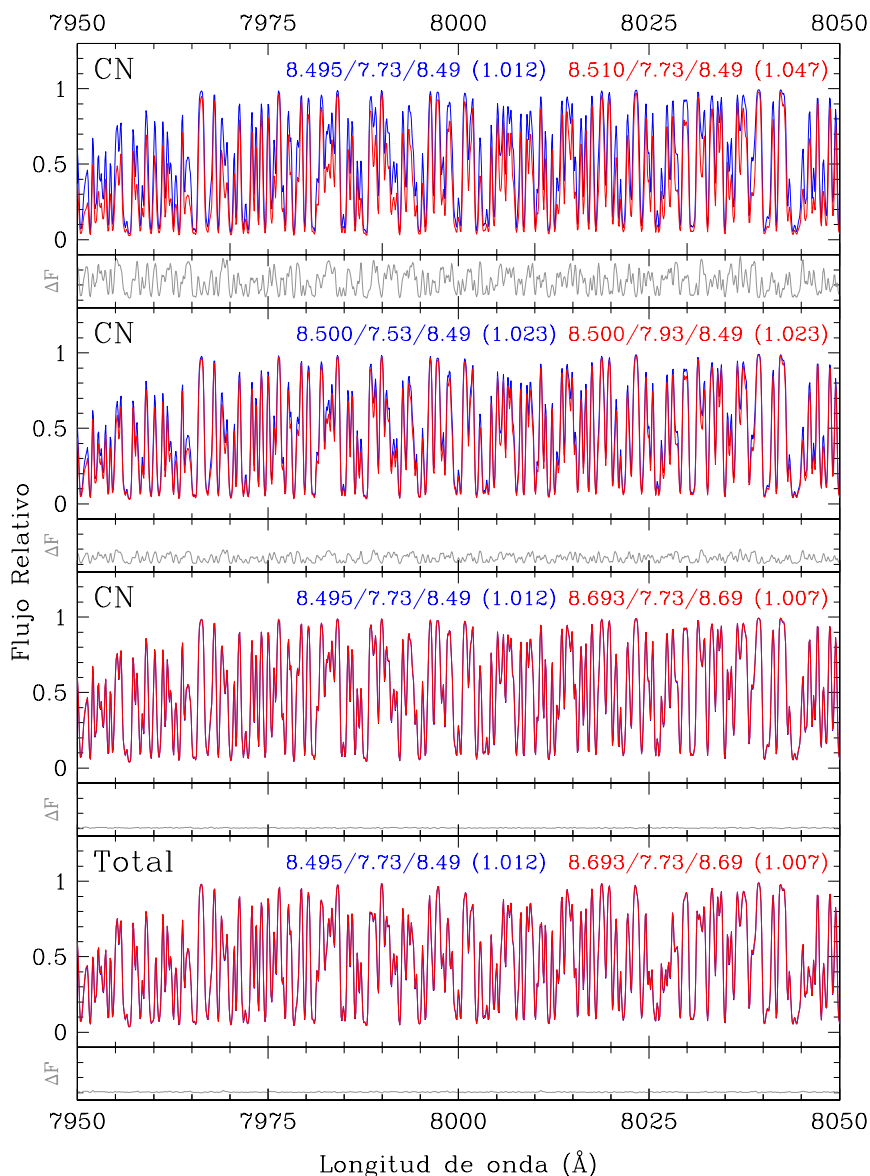 7950 7975 8000 8025 8050
CN 8.495/7.73/8.49 (1.012) 8.510/7.73/8.49 (1.047)
1
0.5
0
ΔF
CN 8.500/7.53/8.49 (1.023) 8.500/7.93/8.49 (1.023)
1
0.5
0
ΔF
Flujo Relativo
CN 8.495/7.73/8.49 (1.012) 8.693/7.73/8.69 (1.007)
1
0.5
0
ΔF
Total 8.495/7.73/8.49 (1.012) 8.693/7.73/8.69 (1.007)
1
0.5
0
ΔF
7950 7975 8000 8025 8050
Longitud de onda (Å)